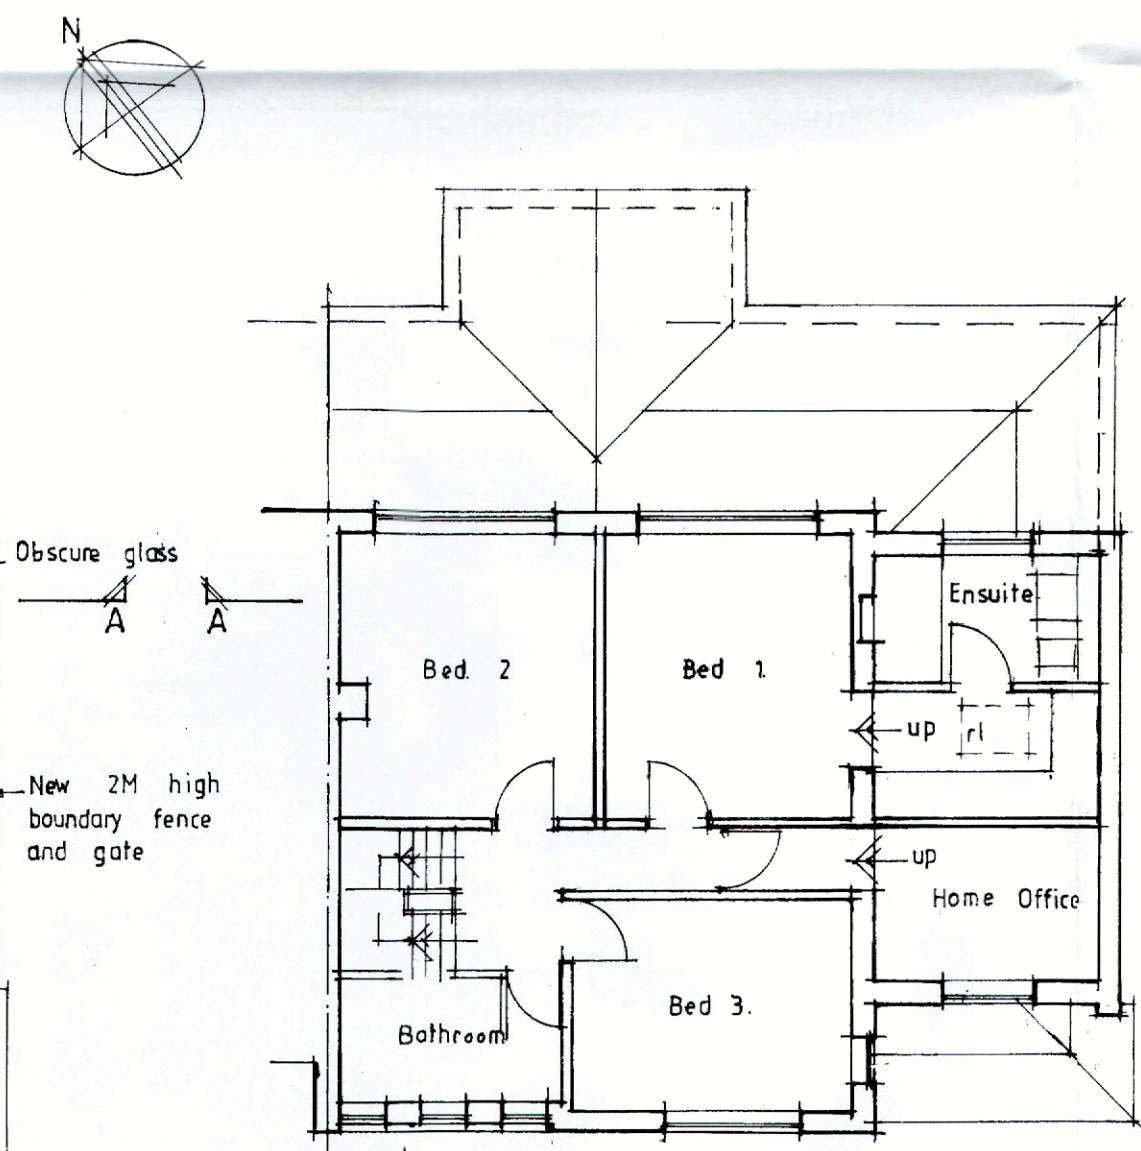 N
Obscure glass
A A
Ensuite
Bed. 2
Bed 1.
up
rl
New 2M high
boundary fence
and gate
up
Home Office
Bed 3.
Bathroom